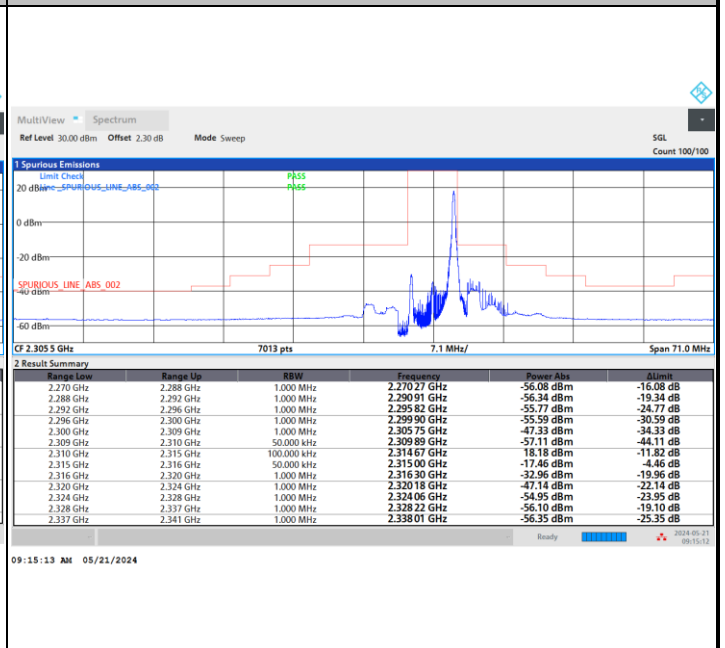 MultiView Spectrum
Ref Level 30.00 dBm Offset 2.30 dB Mode Sweep SGL
Count 100/100
1 Spurious Emissions
Limit Check PASS
Line _SPURIOUS_LINE_ABS_002 PASS
20 dBm
0 dBm
-20 dBm
SPURIOUS_LINE_ABS_002
-40 dBm
-60 dBm
CF 2.305 5 GHz 7013 pts 7.1 MHz/ Span 71.0 MHz
2 Result Summary
Range Low Range Up RBW Frequency Power Abs ΔLimit
2.270 GHz 2.288 GHz 1.000 MHz 2.270 27 GHz -56.08 dBm -16.08 dB
2.288 GHz 2.292 GHz 1.000 MHz 2.290 91 GHz -56.34 dBm -19.34 dB
2.292 GHz 2.296 GHz 1.000 MHz 2.295 82 GHz -55.77 dBm -24.77 dB
2.296 GHz 2.300 GHz 1.000 MHz 2.299 90 GHz -55.59 dBm -30.59 dB
2.300 GHz 2.309 GHz 1.000 MHz 2.305 75 GHz -47.33 dBm -34.33 dB
2.309 GHz 2.310 GHz 50.000 kHz 2.309 89 GHz -57.11 dBm -44.11 dB
2.310 GHz 2.315 GHz 100.000 kHz 2.314 67 GHz 18.18 dBm -11.82 dB
2.315 GHz 2.316 GHz 50.000 kHz 2.315 00 GHz -17.46 dBm -4.46 dB
2.316 GHz 2.320 GHz 1.000 MHz 2.316 30 GHz -32.96 dBm -19.96 dB
2.320 GHz 2.324 GHz 1.000 MHz 2.320 18 GHz -47.14 dBm -22.14 dB
2.324 GHz 2.328 GHz 1.000 MHz 2.324 06 GHz -54.95 dBm -23.95 dB
2.328 GHz 2.337 GHz 1.000 MHz 2.328 22 GHz -56.10 dBm -19.10 dB
2.337 GHz 2.341 GHz 1.000 MHz 2.338 01 GHz -56.35 dBm -25.35 dB
Ready 2024-05-21
09:15:12
09:15:13 AM 05/21/2024